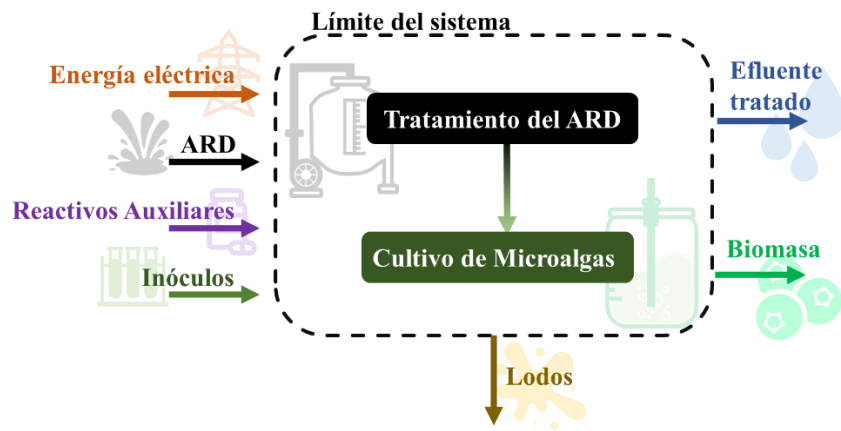 Límite del sistema
Energía eléctrica
ARD
Reactivos Auxiliares
Inóculos
Tratamiento del ARD
Cultivo de Microalgas
Efluente
tratado
Biomasa
Lodos